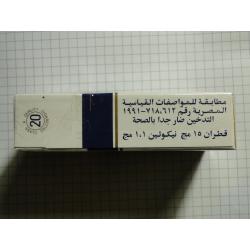 مطابقة للمواصفات القياسية
المصرية رقم ٧١٨,٦١٢-١٩٩١
التدخين ضار جدا بالصحة
قطران ١٥ مج نيكوتين ١,١ مج
20